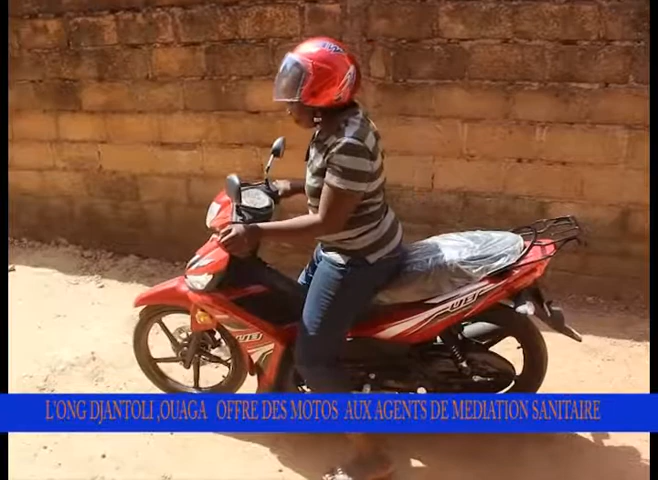 L'ONG DJANTOLI ,OUAGA OFFRE DES MOTOS AUX AGENTS DE MEDIATION SANITAIRE